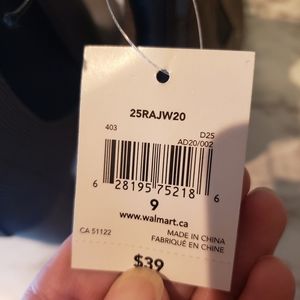 25RAJW20
403 D25
AD20/002
6 28195 75218 6
9
www.walmart.ca
CA 51122 MADE IN CHINA
FABRIQUÉ EN CHINE
$39